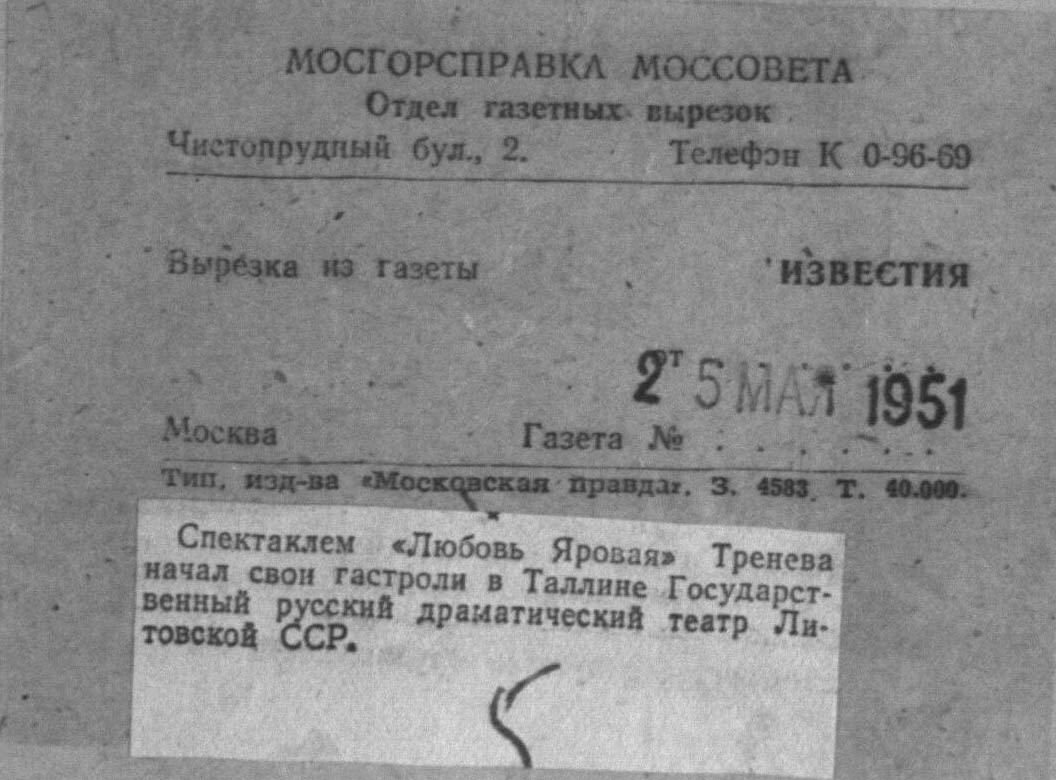 МОСГОРСПРАВКА МОССОВЕТА
Отдел газетных вырезок
Чистопрудный бул., 2. Телефон К 0-96-69
Вырезка из газеты ИЗВЕСТИЯ
от 25 МАЯ 1951
Москва Газета № . . . . . .
Тип. изд-ва «Московская правда». З. 4583. Т. 40.000.
Спектаклем «Любовь Яровая» Тренева
начал свои гастроли в Таллине Государст-
венный русский драматический театр Ли-
товской ССР.